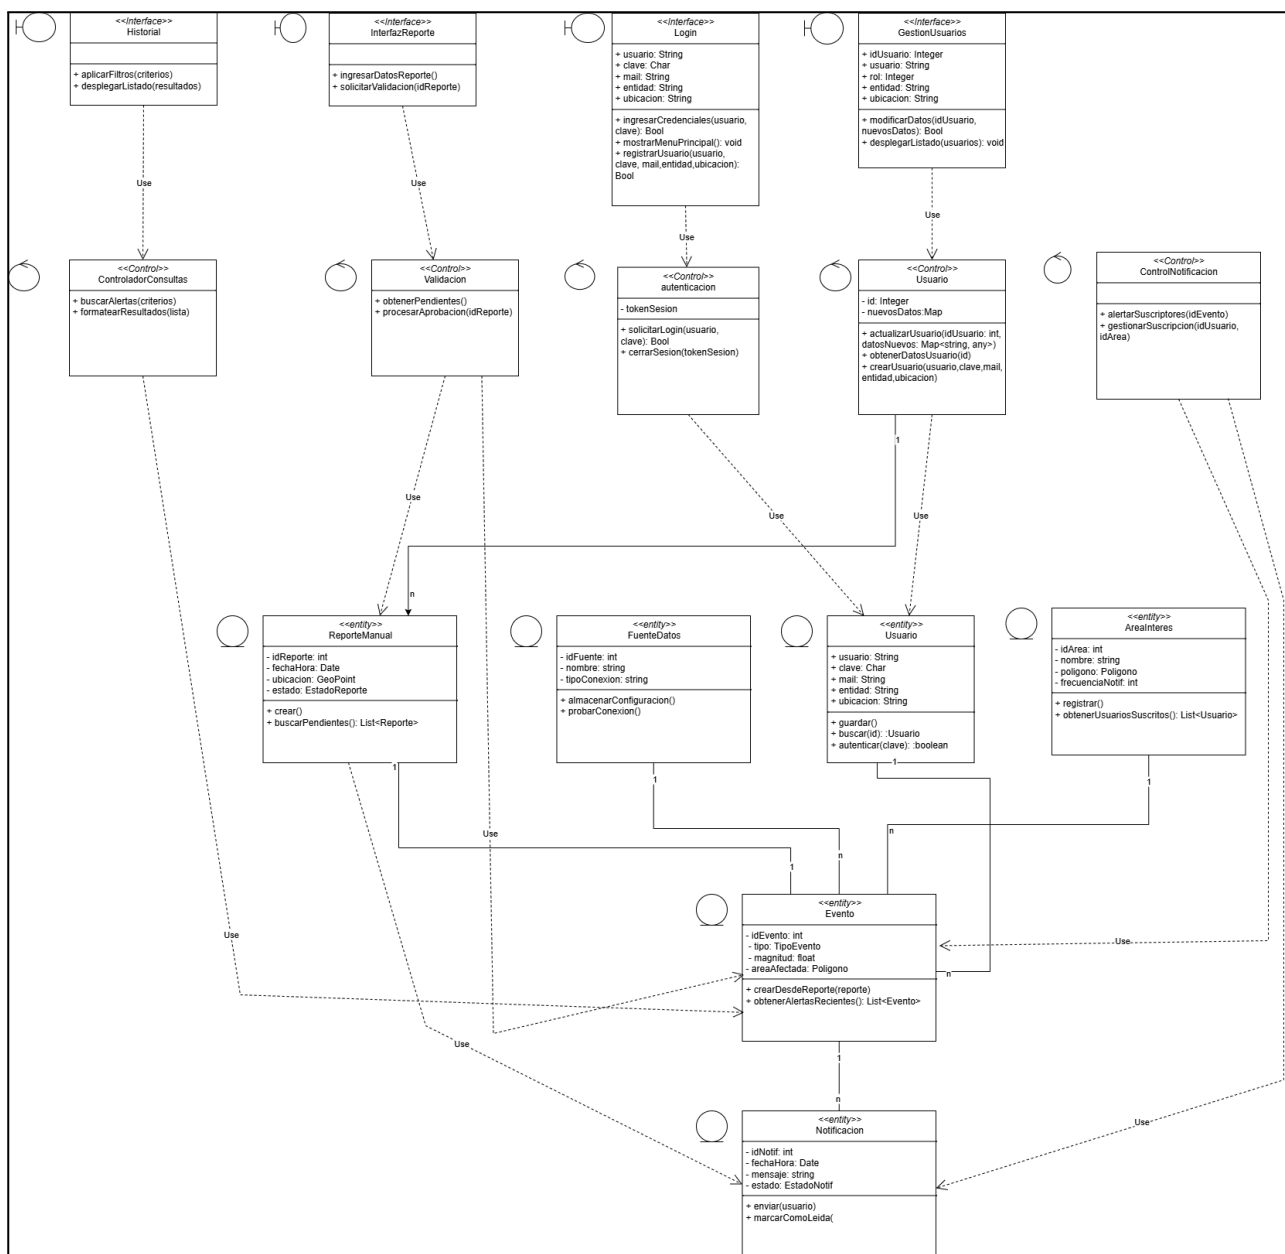 <<Interface>>
Historial
+ aplicarFiltros(criterios)
+ desplegarListado(resultados)
<<Interface>>
InterfazReporte
+ ingresarDatosReporte()
+ solicitarValidacion(idReporte)
<<Interface>>
Login
+ usuario: String
+ clave: Char
+ mail: String
+ entidad: String
+ ubicacion: String
+ ingresarCredenciales(usuario,
clave): Bool
+ mostrarMenuPrincipal(): void
+ registrarUsuario(usuario,
clave, mail,entidad,ubicacion):
Bool
<<Interface>>
GestionUsuarios
+ idUsuario: Integer
+ usuario: String
+ rol: Integer
+ entidad: String
+ ubicacion: String
+ modificarDatos(idUsuario,
nuevosDatos): Bool
+ desplegarListado(usuarios): void
Use
Use
Use
Use
<<Control>>
ControladorConsultas
+ buscarAlertas(criterios)
+ formatearResultados(lista)
<<Control>>
Validacion
+ obtenerPendientes()
+ procesarAprobacion(idReporte)
<<Control>>
autenticacion
- tokenSesion
+ solicitarLogin(usuario,
clave): Bool
+ cerrarSesion(tokenSesion)
<<Control>>
Usuario
- id: Integer
- nuevosDatos:Map
+ actualizarUsuario(idUsuario: int,
datosNuevos: Map<string, any>)
+ obtenerDatosUsuario(id)
+ crearUsuario(usuario,clave,mail,
entidad,ubicacion)
<<Control>>
ControlNotificacion
+ alertarSuscriptores(idEvento)
+ gestionarSuscripcion(idUsuario,
idArea)
1
Use
Use
Use
n
<<entity>>
ReporteManual
- idReporte: int
- fechaHora: Date
- ubicacion: GeoPoint
- estado: EstadoReporte
+ crear()
+ buscarPendientes(): List<Reporte>
<<entity>>
FuenteDatos
- idFuente: int
- nombre: string
- tipoConexion: string
+ almacenarConfiguracion()
+ probarConexion()
<<entity>>
Usuario
+ usuario: String
+ clave: Char
+ mail: String
+ entidad: String
+ ubicacion: String
+ guardar()
+ buscar(id): :Usuario
+ autenticar(clave): :boolean
<<entity>>
AreaInteres
- idArea: int
- nombre: string
- poligono: Poligono
- frecuenciaNotif: int
+ registrar()
+ obtenerUsuariosSuscritos(): List<Usuario>
1
1
1
1
Use
n
n
1
<<entity>>
Evento
- idEvento: int
- tipo: TipoEvento
- magnitud: float
- areaAfectada: Poligono
+ crearDesdeReporte(reporte)
+ obtenerAlertasRecientes(): List<Evento>
Use
Use
n
Use
1
n
<<entity>>
Notificacion
- idNotif: int
- fechaHora: Date
- mensaje: string
- estado: EstadoNotif
+ enviar(usuario)
+ marcarComoLeida(
Use